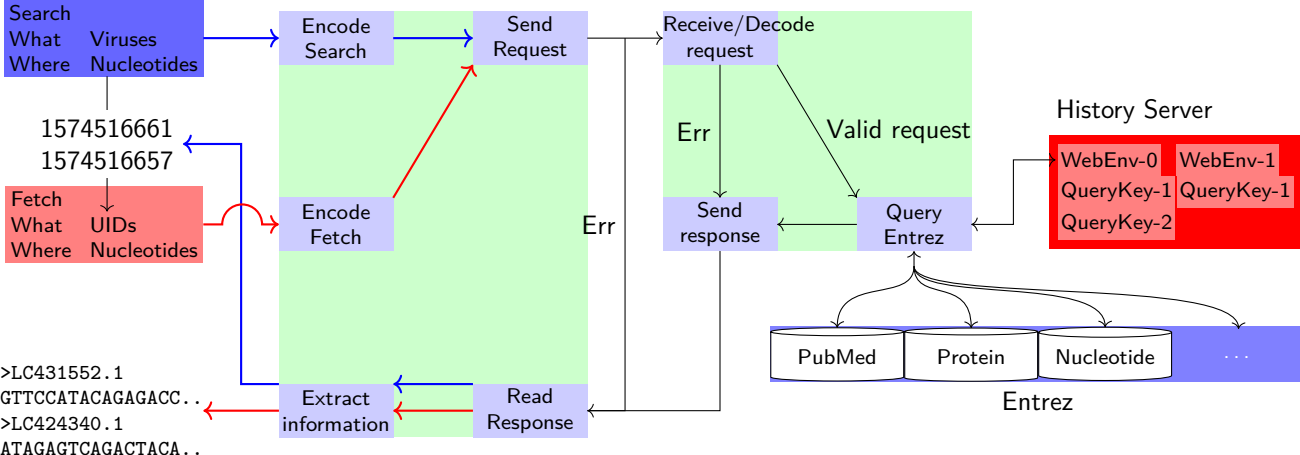 Search
What Viruses
Where Nucleotides
1574516661
1574516657
Fetch
What UIDs
Where Nucleotides
>LC431552.1
GTTCCATACAGAGACC..
>LC424340.1
ATAGAGTCAGACTACA..
Encode
Search
Send
Request
Encode
Fetch
Extract
information
Read
Response
Err
Receive/Decode
request
Err
Valid request
Send
response
Query
Entrez
History Server
WebEnv-0 WebEnv-1
QueryKey-1 QueryKey-1
QueryKey-2
PubMed
Protein
Nucleotide
...
Entrez